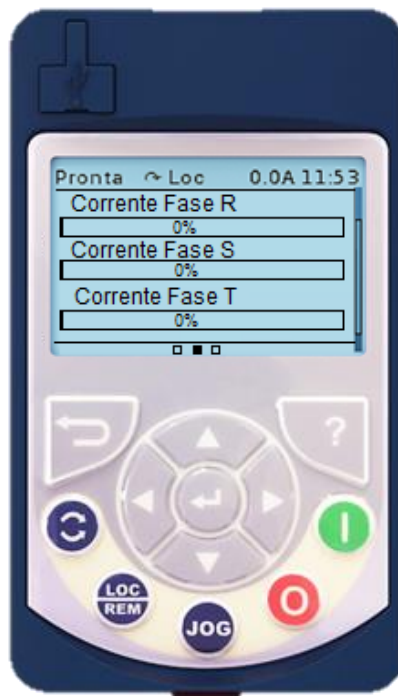 Pronta ↷ Loc 0.0A 11:53
Corrente Fase R
0%
Corrente Fase S
0%
Corrente Fase T
0%
?
LOC
REM
JOG